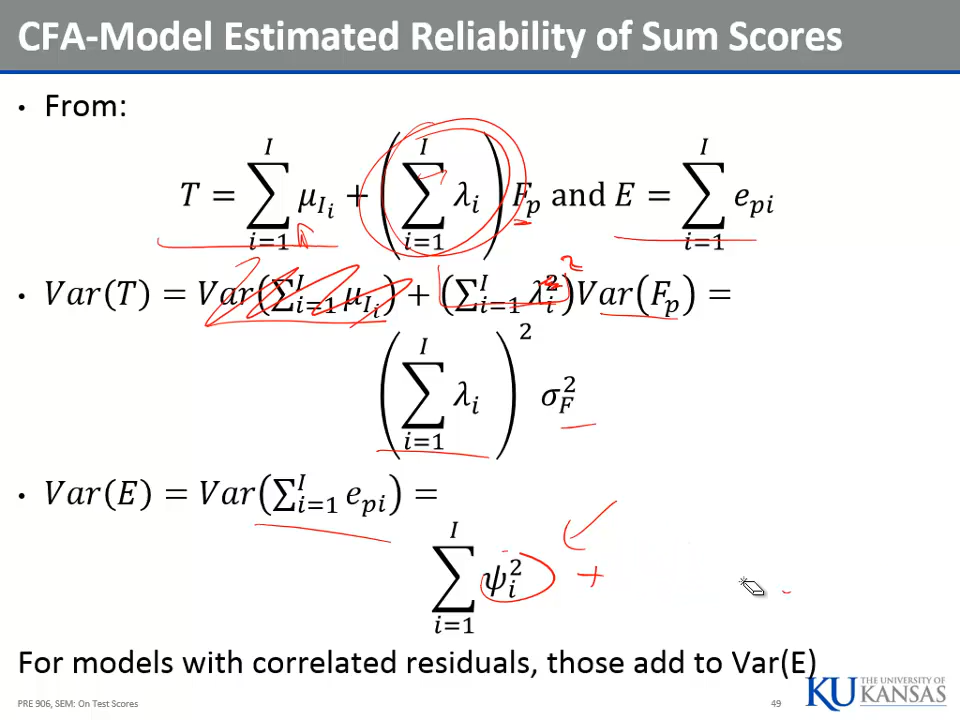 CFA-Model Estimated Reliability of Sum Scores
• From:
T = ∑_{i=1}^{I} μ_{I_i} + (∑_{i=1}^{I} λ_i) F_p and E = ∑_{i=1}^{I} e_{pi}
• Var(T) = Var(∑_{i=1}^{I} μ_{I_i}) + (∑_{i=1}^{I} λ_i^2)^2 Var(F_p) =
(∑_{i=1}^{I} λ_i)^2 σ_F^2
• Var(E) = Var(∑_{i=1}^{I} e_{pi}) =
∑_{i=1}^{I} ψ_i^2 +
For models with correlated residuals, those add to Var(E)
PRE 906, SEM: On Test Scores
49
KU THE UNIVERSITY OF
KANSAS